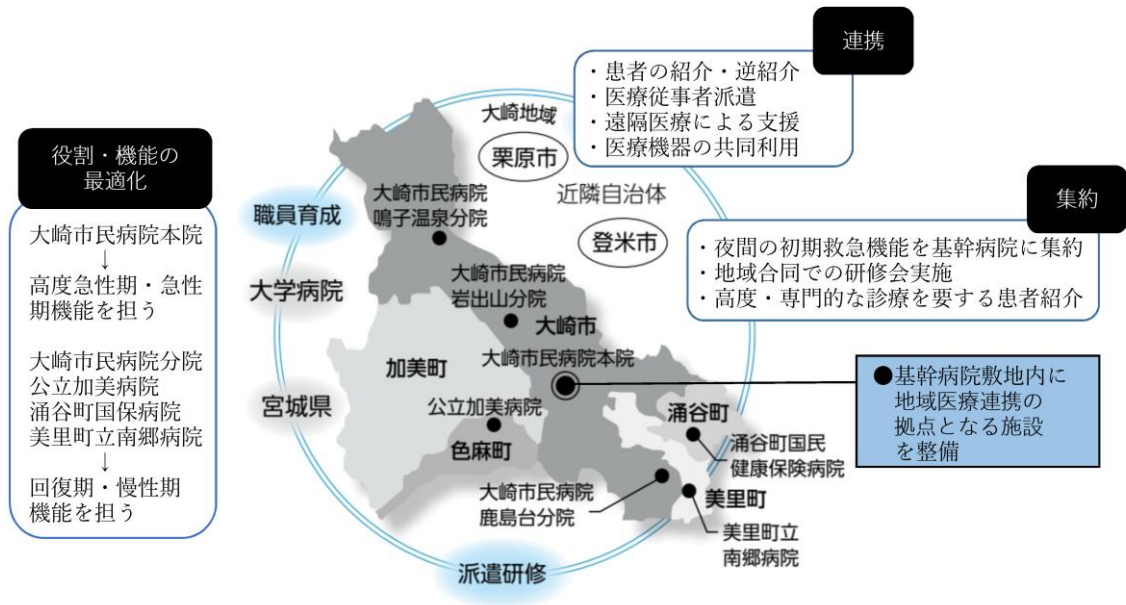 連携
・患者の紹介・逆紹介
・医療従事者派遣
・遠隔医療による支援
・医療機器の共同利用
役割・機能の
最適化
大崎市民病院本院
↓
高度急性期・急性
期機能を担う
大崎市民病院分院
公立加美病院
涌谷町国保病院
美里町立南郷病院
↓
回復期・慢性期
機能を担う
大崎地域
栗原市
近隣自治体
登米市
集約
・夜間の初期救急機能を基幹病院に集約
・地域合同での研修会実施
・高度・専門的な診療を要する患者紹介
職員育成
大学病院
宮城県
派遣研修
大崎市民病院
鳴子温泉分院
大崎市民病院
岩出山分院
大崎市
大崎市民病院本院
加美町
公立加美病院
色麻町
涌谷町
涌谷町国民
健康保険病院
大崎市民病院
鹿島台分院
美里町
美里町立
南郷病院
●基幹病院敷地内に
地域医療連携の
拠点となる施設
を整備